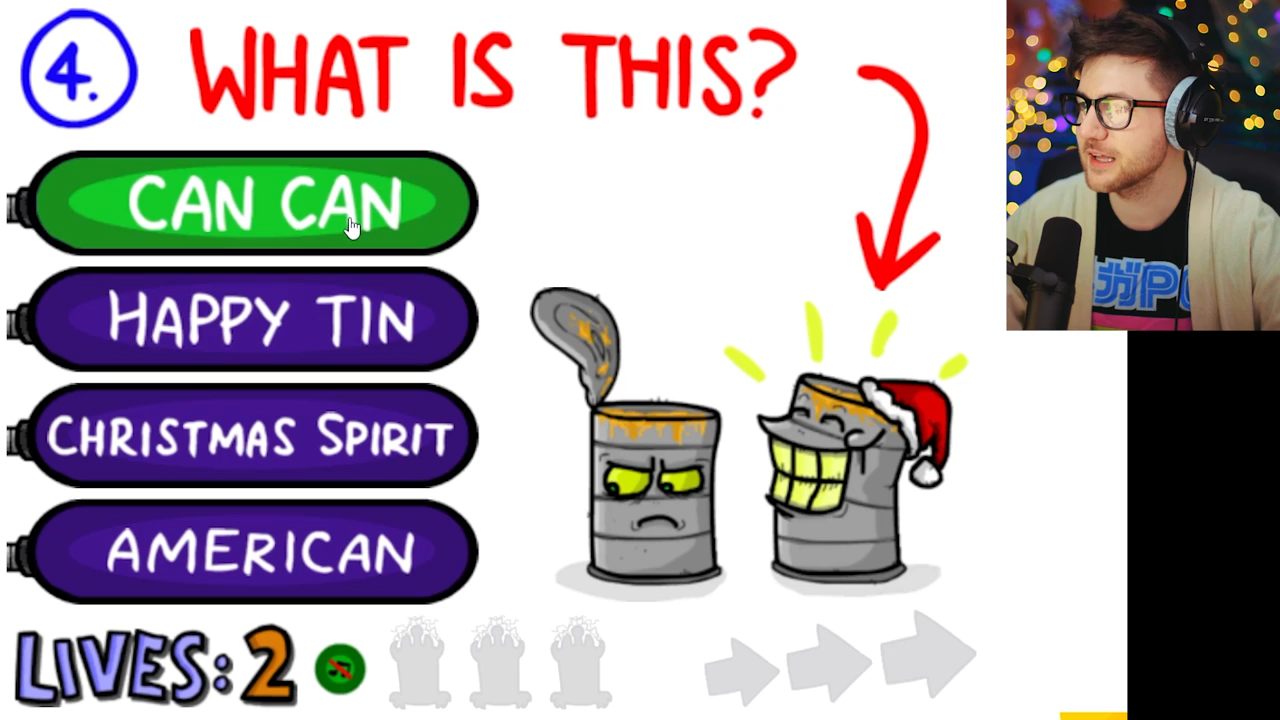 4. WHAT IS THIS?
CAN CAN
HAPPY TIN
CHRISTMAS SPIRIT
AMERICAN
LIVES: 2